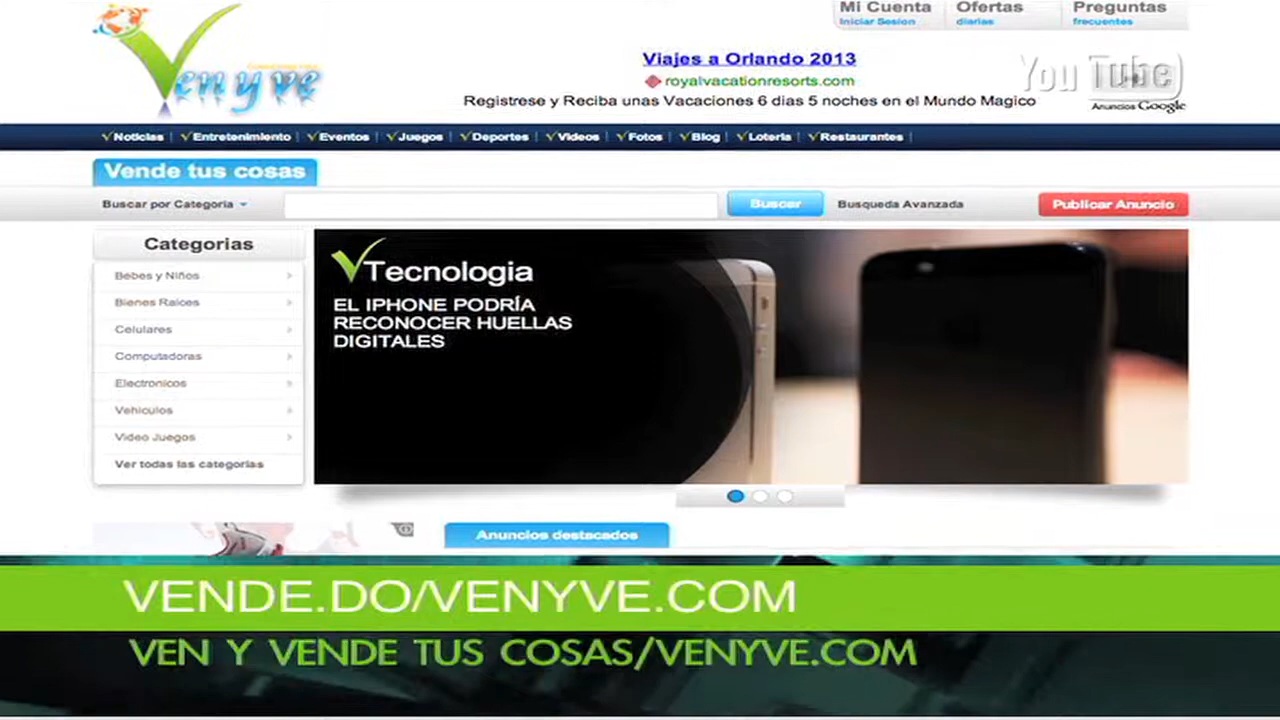 Mi Cuenta
Iniciar Sesion
Ofertas
diarias
Preguntas
frecuentes
Venyve
Viajes a Orlando 2013
royalvacationresorts.com
Registrese y Reciba unas Vacaciones 6 dias 5 noches en el Mundo Magico
You Tube
Anuncios Google
Noticias | Entretenimiento | Eventos | Juegos | Deportes | Videos | Fotos | Blog | Loteria | Restaurantes |
Vende tus cosas
Buscar por Categoria
Buscar
Busqueda Avanzada
Publicar Anuncio
Categorias
Bebes y Niños
Bienes Raices
Celulares
Computadoras
Electronicos
Vehiculos
Video Juegos
Ver todas las categorias
Tecnologia
EL IPHONE PODRÍA
RECONOCER HUELLAS
DIGITALES
Anuncios destacados
VENDE.DO/VENYVE.COM
VEN Y VENDE TUS COSAS/VENYVE.COM